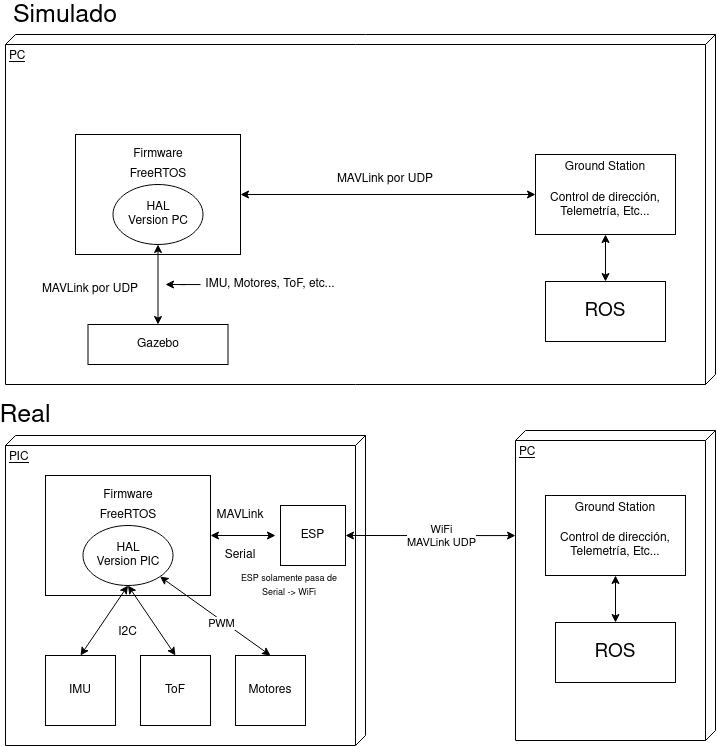 Simulado
PC
Firmware
FreeRTOS
HAL
Version PC
MAVLink por UDP
Ground Station
Control de dirección,
Telemetría, Etc...
MAVLink por UDP
IMU, Motores, ToF, etc...
Gazebo
ROS
Real
PIC
Firmware
FreeRTOS
HAL
Version PIC
MAVLink
Serial
ESP
ESP solamente pasa de
Serial -> WiFi
WiFi
MAVLink UDP
I2C
PWM
IMU
ToF
Motores
PC
Ground Station
Control de dirección,
Telemetría, Etc...
ROS